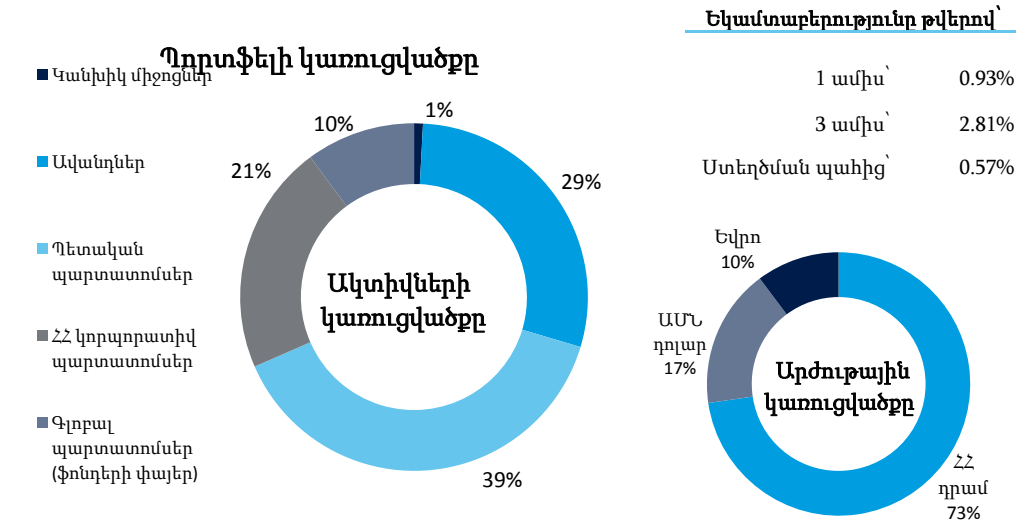 Եկամտաբերությունը թվերով՝
1 ամիս՝ 0.93%
3 ամիս՝ 2.81%
Ստեղծման պահից՝ 0.57%
Պորտֆելի կառուցվածքը
Կանխիկ միջոցներ
Ավանդներ
Պետական
պարտատոմսեր
ՀՀ կորպորատիվ
պարտատոմսեր
Գլոբալ
պարտատոմսեր
(ֆոնդերի փայեր)
1%
29%
39%
21%
10%
Ակտիվների
կառուցվածքը
Եվրո
10%
ԱՄՆ
դոլար
17%
Արժութային
կառուցվածքը
ՀՀ
դրամ
73%